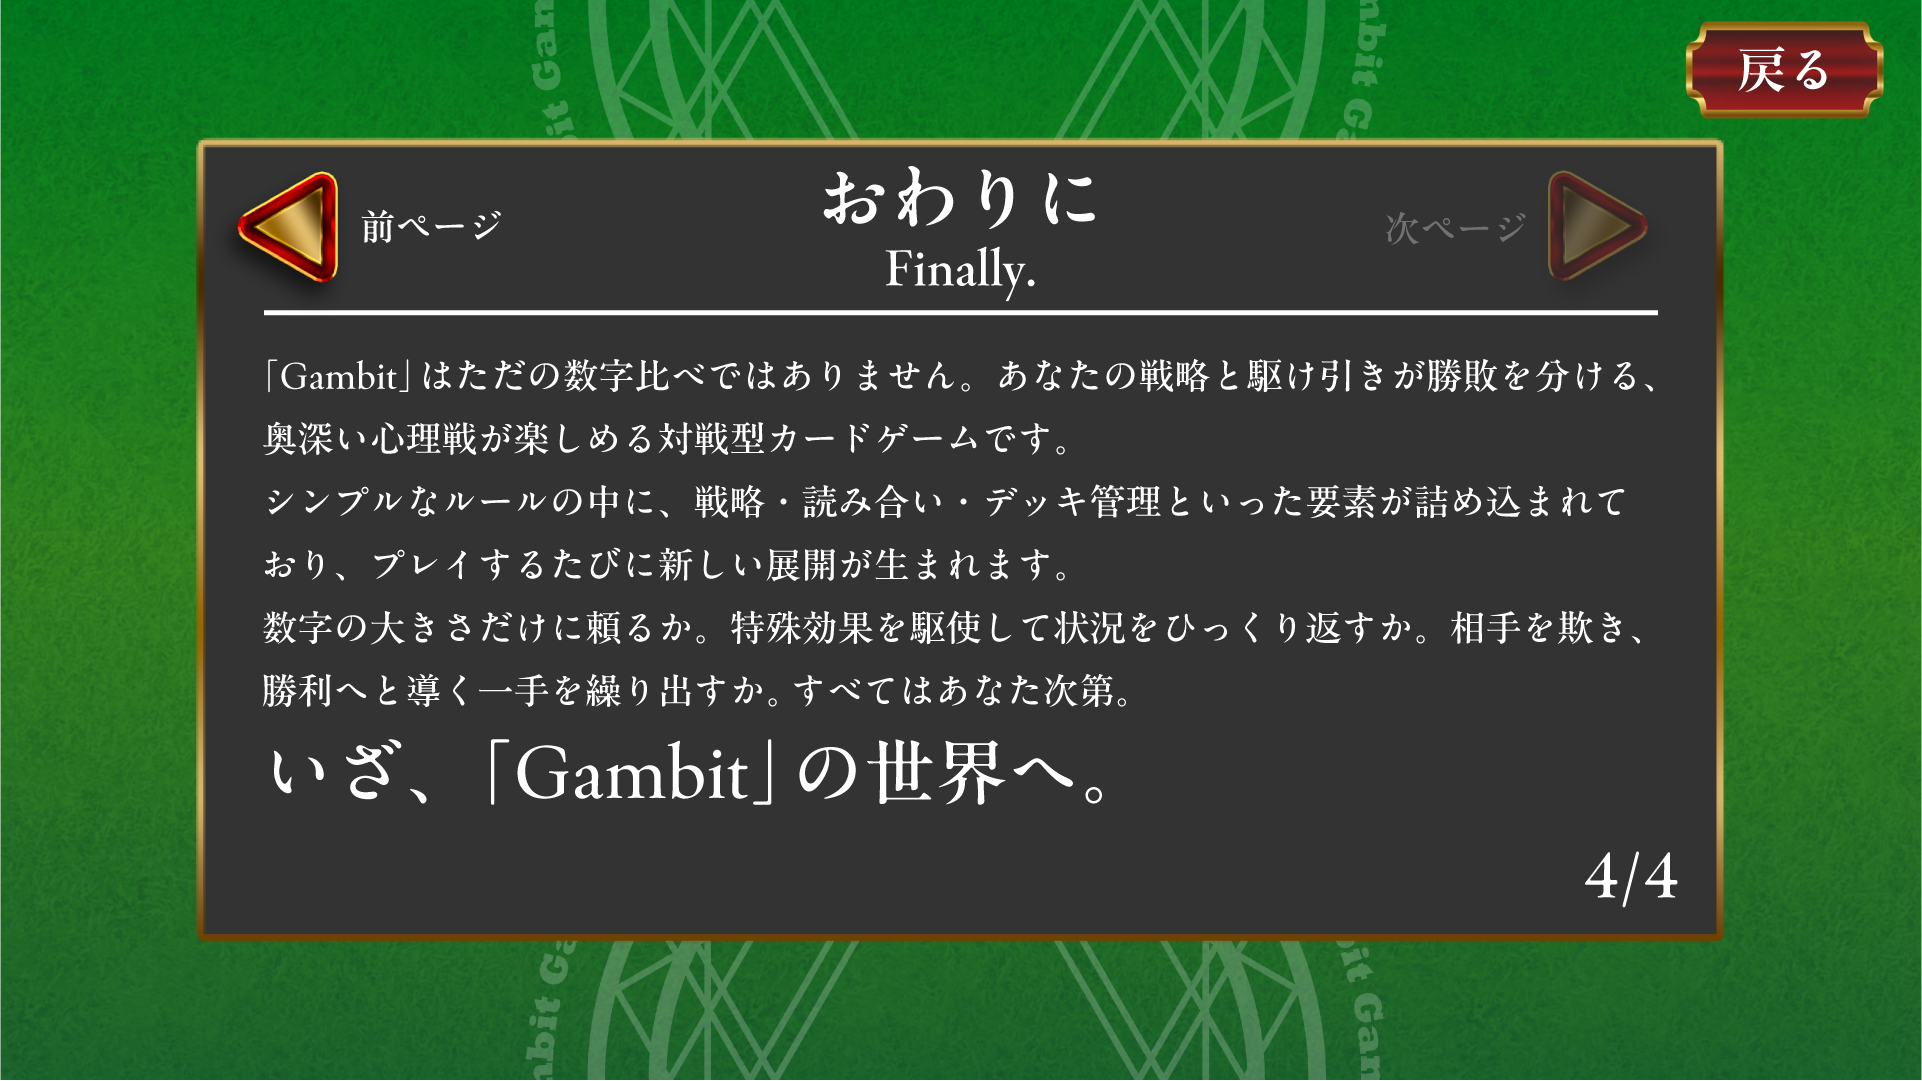 戻る
前ページ
おわりに
次ページ
Finally.
「Gambit」はただの数字比べではありません。あなたの戦略と駆け引きが勝敗を分ける、
奥深い心理戦が楽しめる対戦型カードゲームです。
シンプルなルールの中に、戦略・読み合い・デッキ管理といった要素が詰め込まれて
おり、プレイするたびに新しい展開が生まれます。
数字の大きさだけに頼るか。特殊効果を駆使して状況をひっくり返すか。相手を欺き、
勝利へと導く一手を繰り出すか。すべてはあなた次第。
いざ、「Gambit」の世界へ。
4/4